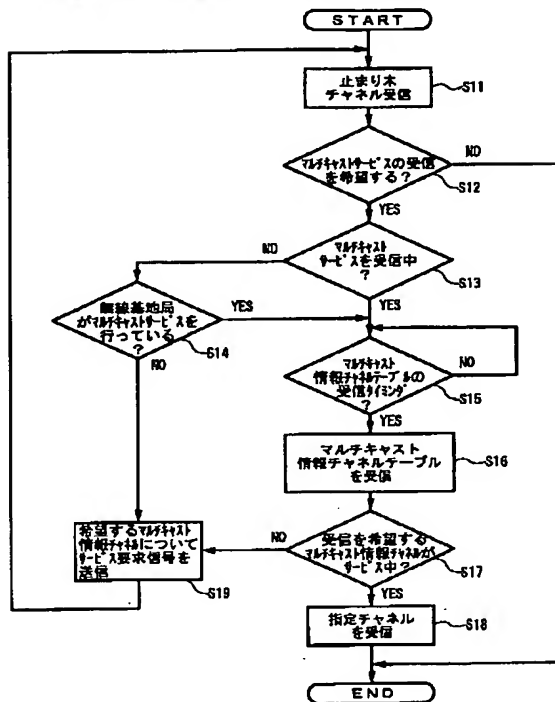 START
止まり木
チャネル受信
S11
マルチキャストサービスの受信
を希望する?
NO
S12
YES
マルチキャスト
サービスを受信中
?
NO
S13
YES
無線基地局
がマルチキャストサービスを
行っている
?
YES
S14
NO
マルチキャスト
情報チャネルテーブルの
受信タイミング
?
NO
S15
YES
マルチキャスト
情報チャネルテーブル
を受信
S16
受信を希望する
マルチキャスト情報チャネルが
サービス中?
NO
S17
YES
希望するマルチキャスト
情報チャネルについて
サービス要求信号を
送信
S19
指定チャネル
を受信
S18
END